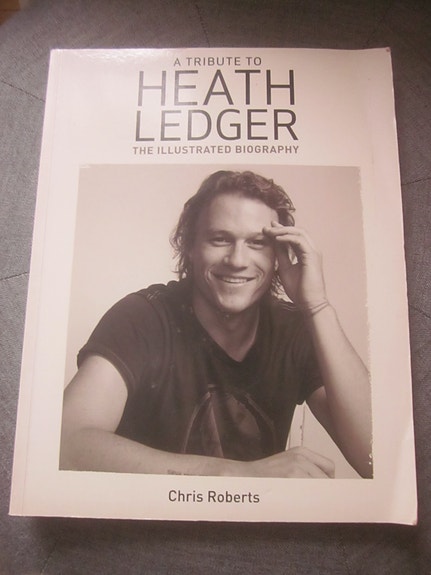 A TRIBUTE TO
HEATH
LEDGER
THE ILLUSTRATED BIOGRAPHY
Chris Roberts